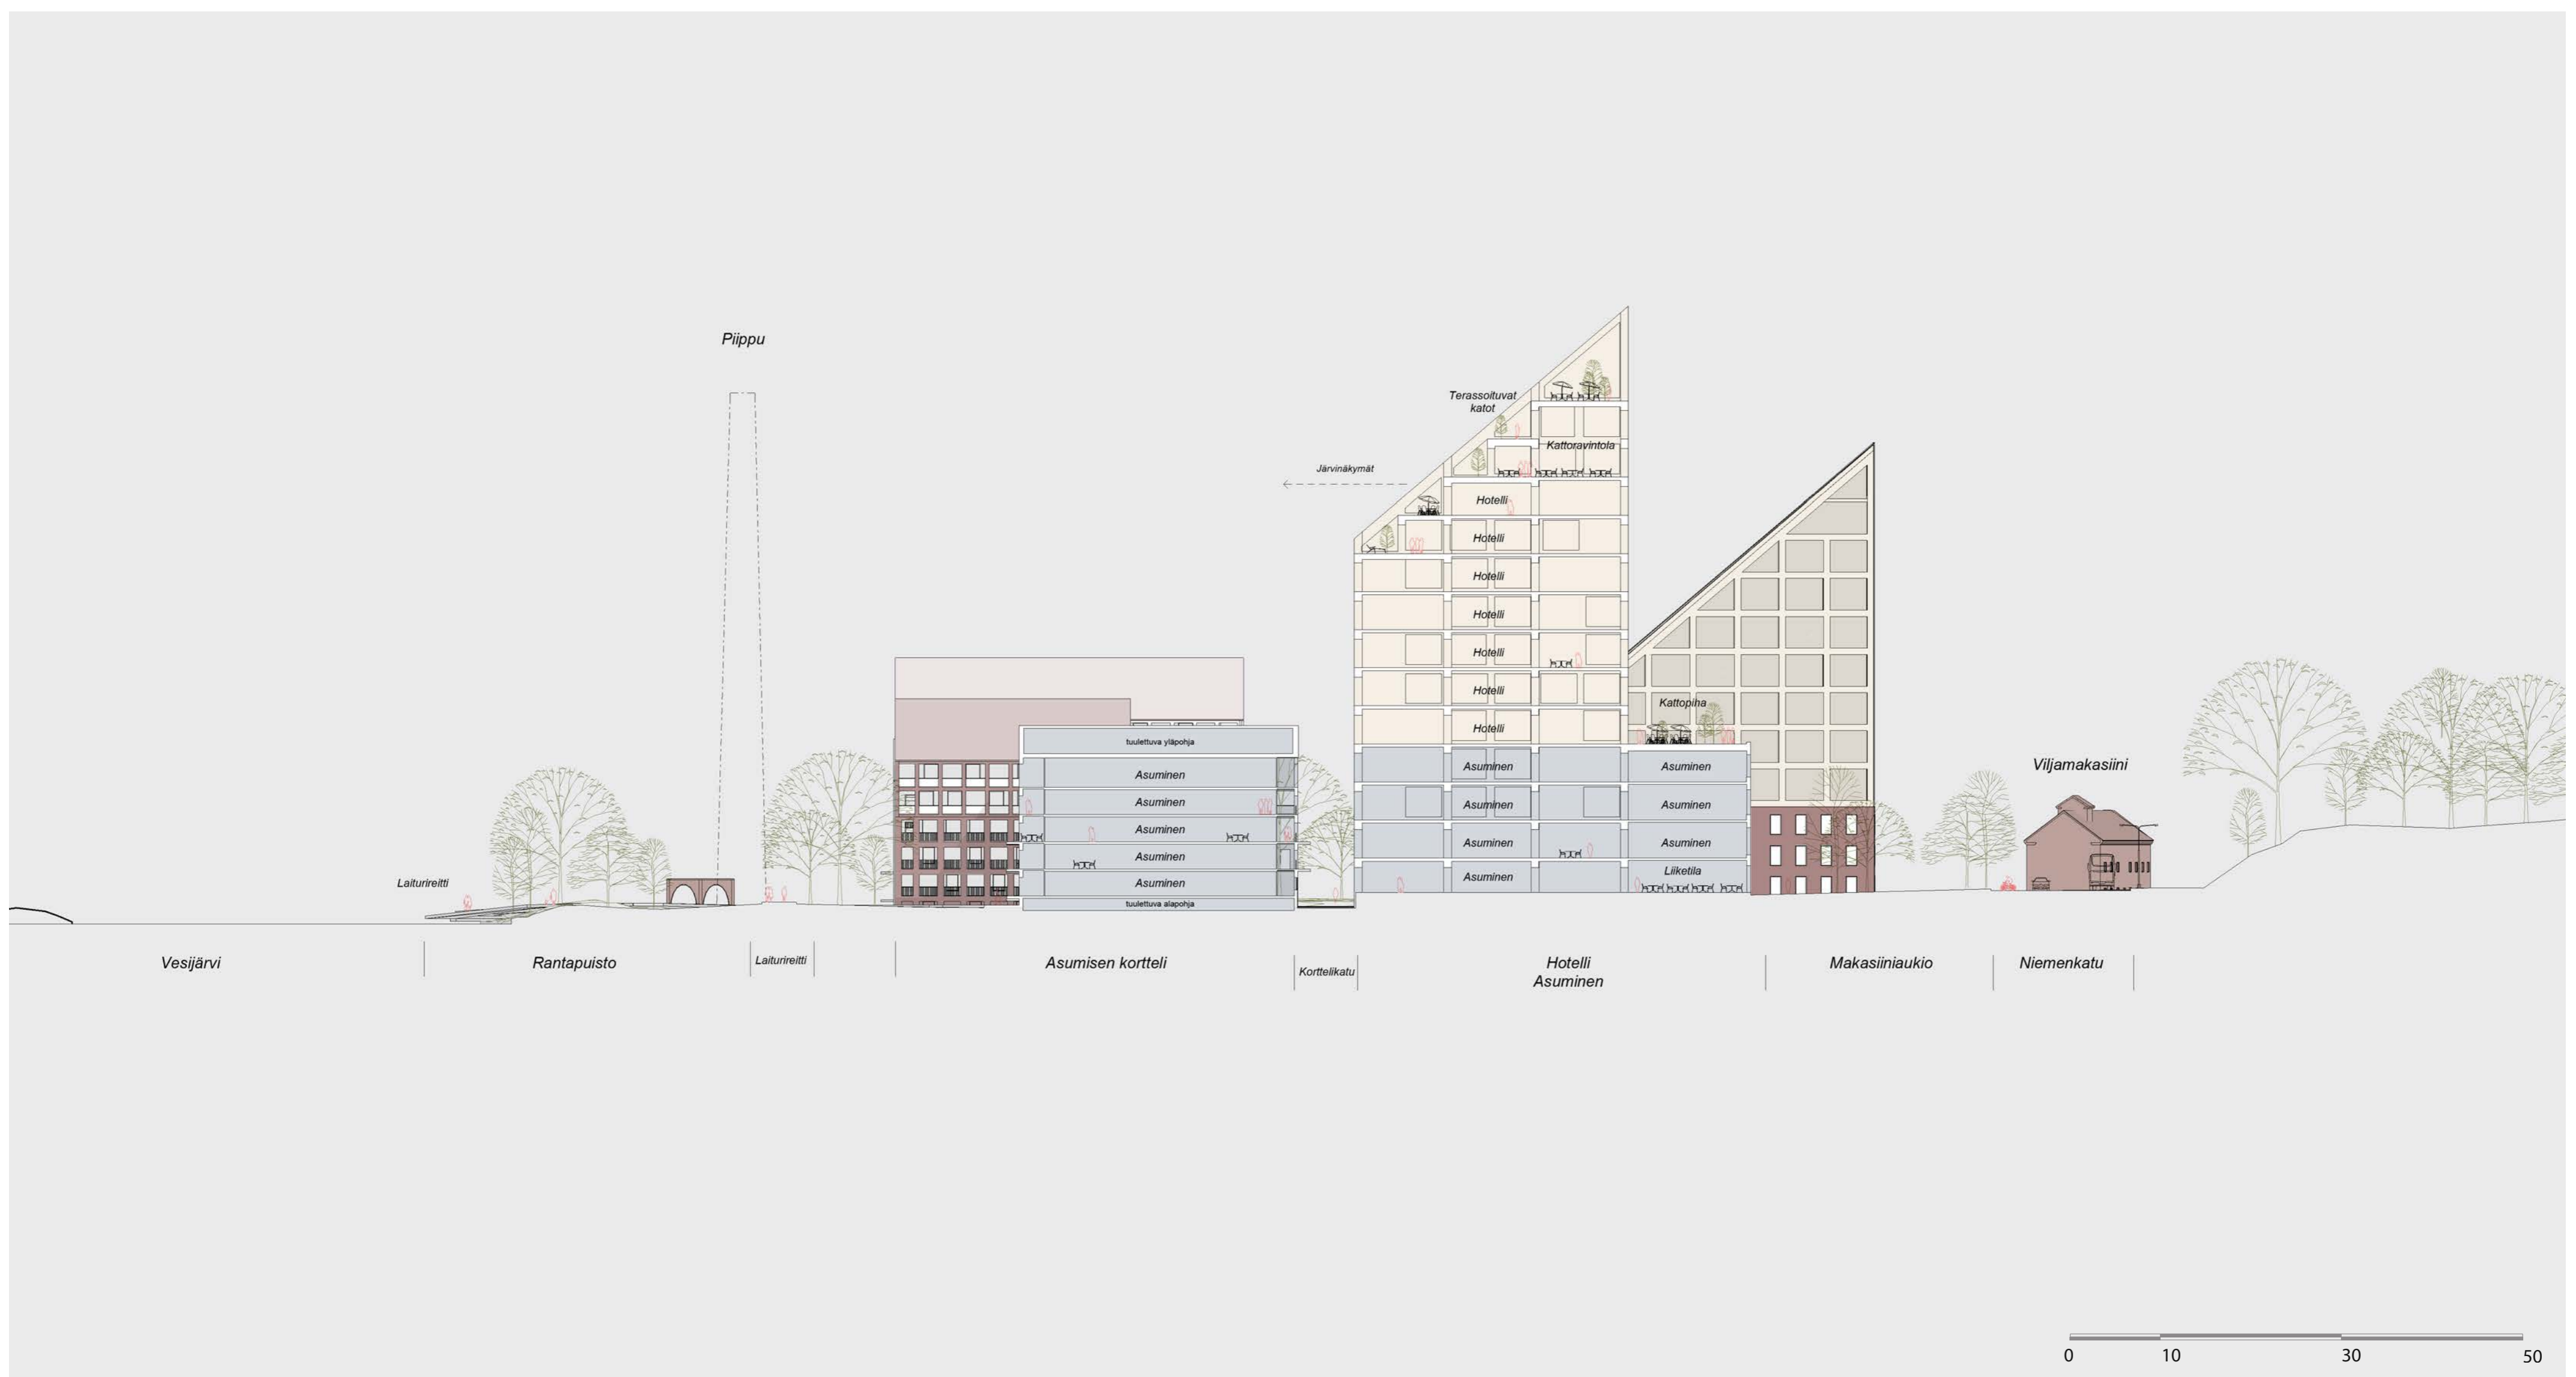 Piippu
Terassoituvat
katot
Kattoravintola
Järvinäkymät
Hotelli
Hotelli
Hotelli
Hotelli
Hotelli
Hotelli
Hotelli
Kattopiha
tuulettuva yläpohja
Asuminen
Asuminen
Asuminen
Asuminen
Asuminen
tuulettuva alapohja
Asuminen
Asuminen
Asuminen
Asuminen
Asuminen
Asuminen
Asuminen
Liiketila
Viljamakasiini
Laiturireitti
Vesijärvi
Rantapuisto
Laiturireitti
Asumisen kortteli
Korttelikatu
Hotelli
Asuminen
Makasiiniaukio
Niemenkatu
0 10 30 50